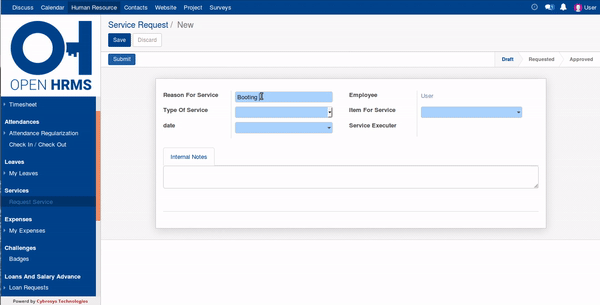 Discuss Calendar Human Resource Contacts Website Project Surveys User
Service Request / New
Save Discard
Submit Draft Requested Approved
OPEN HRMS
Timesheet
Attendances
Attendance Regularization
Check In / Check Out
Leaves
My Leaves
Services
Request Service
Expenses
My Expenses
Challenges
Badges
Loans And Salary Advance
Loan Requests
Powered by Cybrosys Technologies
Reason For Service Booting Employee User
Type Of Service Item For Service
date Service Executer
Internal Notes